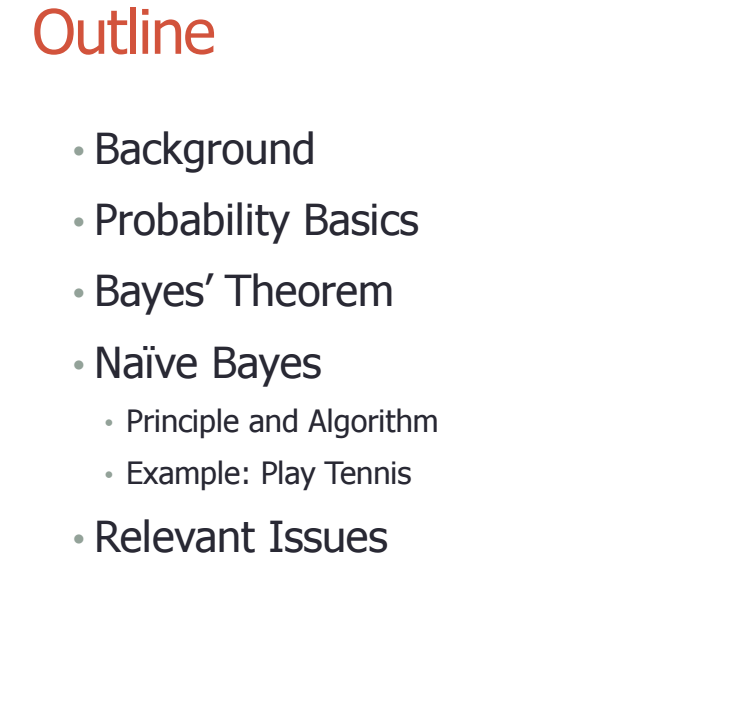 Outline
• Background
• Probability Basics
• Bayes’ Theorem
• Naïve Bayes
• Principle and Algorithm
• Example: Play Tennis
• Relevant Issues